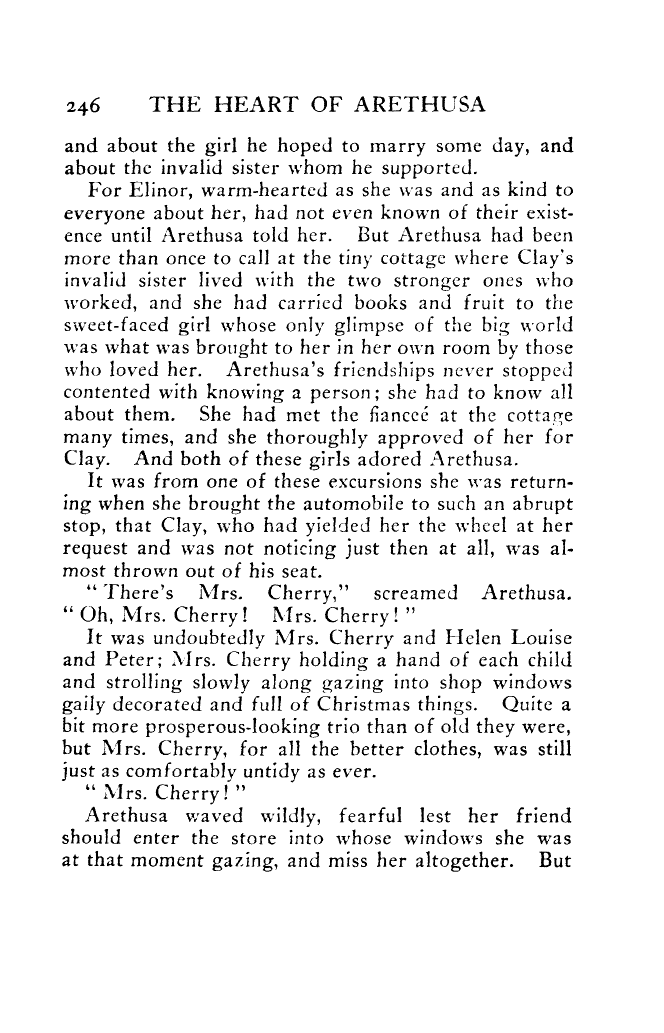 246 THE HEART OF ARETHUSA
and about the girl he hoped to marry some day, and
about the invalid sister whom he supported.
For Elinor, warm-hearted as she was and as kind to
everyone about her, had not even known of their exist-
ence until Arethusa told her. But Arethusa had been
more than once to call at the tiny cottage where Clay's
invalid sister lived with the two stronger ones who
worked, and she had carried books and fruit to the
sweet-faced girl whose only glimpse of the big world
was what was brought to her in her own room by those
who loved her. Arethusa's friendships never stopped
contented with knowing a person; she had to know all
about them. She had met the fianceé at the cottage
many times, and she thoroughly approved of her for
Clay. And both of these girls adored Arethusa.
It was from one of these excursions she was return-
ing when she brought the automobile to such an abrupt
stop, that Clay, who had yielded her the wheel at her
request and was not noticing just then at all, was al-
most thrown out of his seat.
"There's Mrs. Cherry," screamed Arethusa.
"Oh, Mrs. Cherry! Mrs. Cherry!"
It was undoubtedly Mrs. Cherry and Helen Louise
and Peter; Mrs. Cherry holding a hand of each child
and strolling slowly along gazing into shop windows
gaily decorated and full of Christmas things. Quite a
bit more prosperous-looking trio than of old they were,
but Mrs. Cherry, for all the better clothes, was still
just as comfortably untidy as ever.
"Mrs. Cherry!"
Arethusa waved wildly, fearful lest her friend
should enter the store into whose windows she was
at that moment gazing, and miss her altogether. But